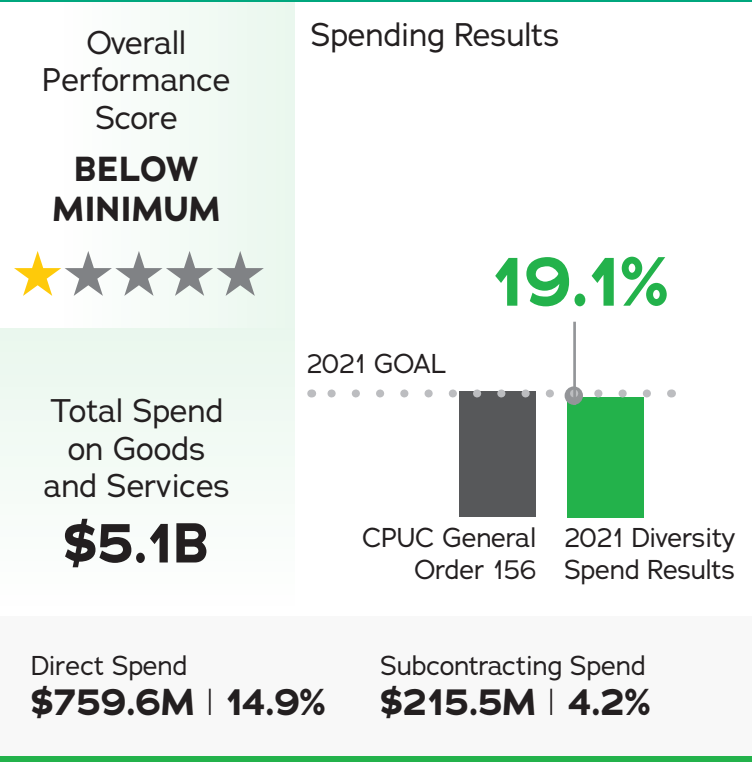 Overall
Performance
Score
BELOW
MINIMUM
Total Spend
on Goods
and Services
$5.1B
Spending Results
19.1%
2021 GOAL
CPUC General
Order 156
2021 Diversity
Spend Results
Direct Spend
$759.6M | 14.9%
Subcontracting Spend
$215.5M | 4.2%